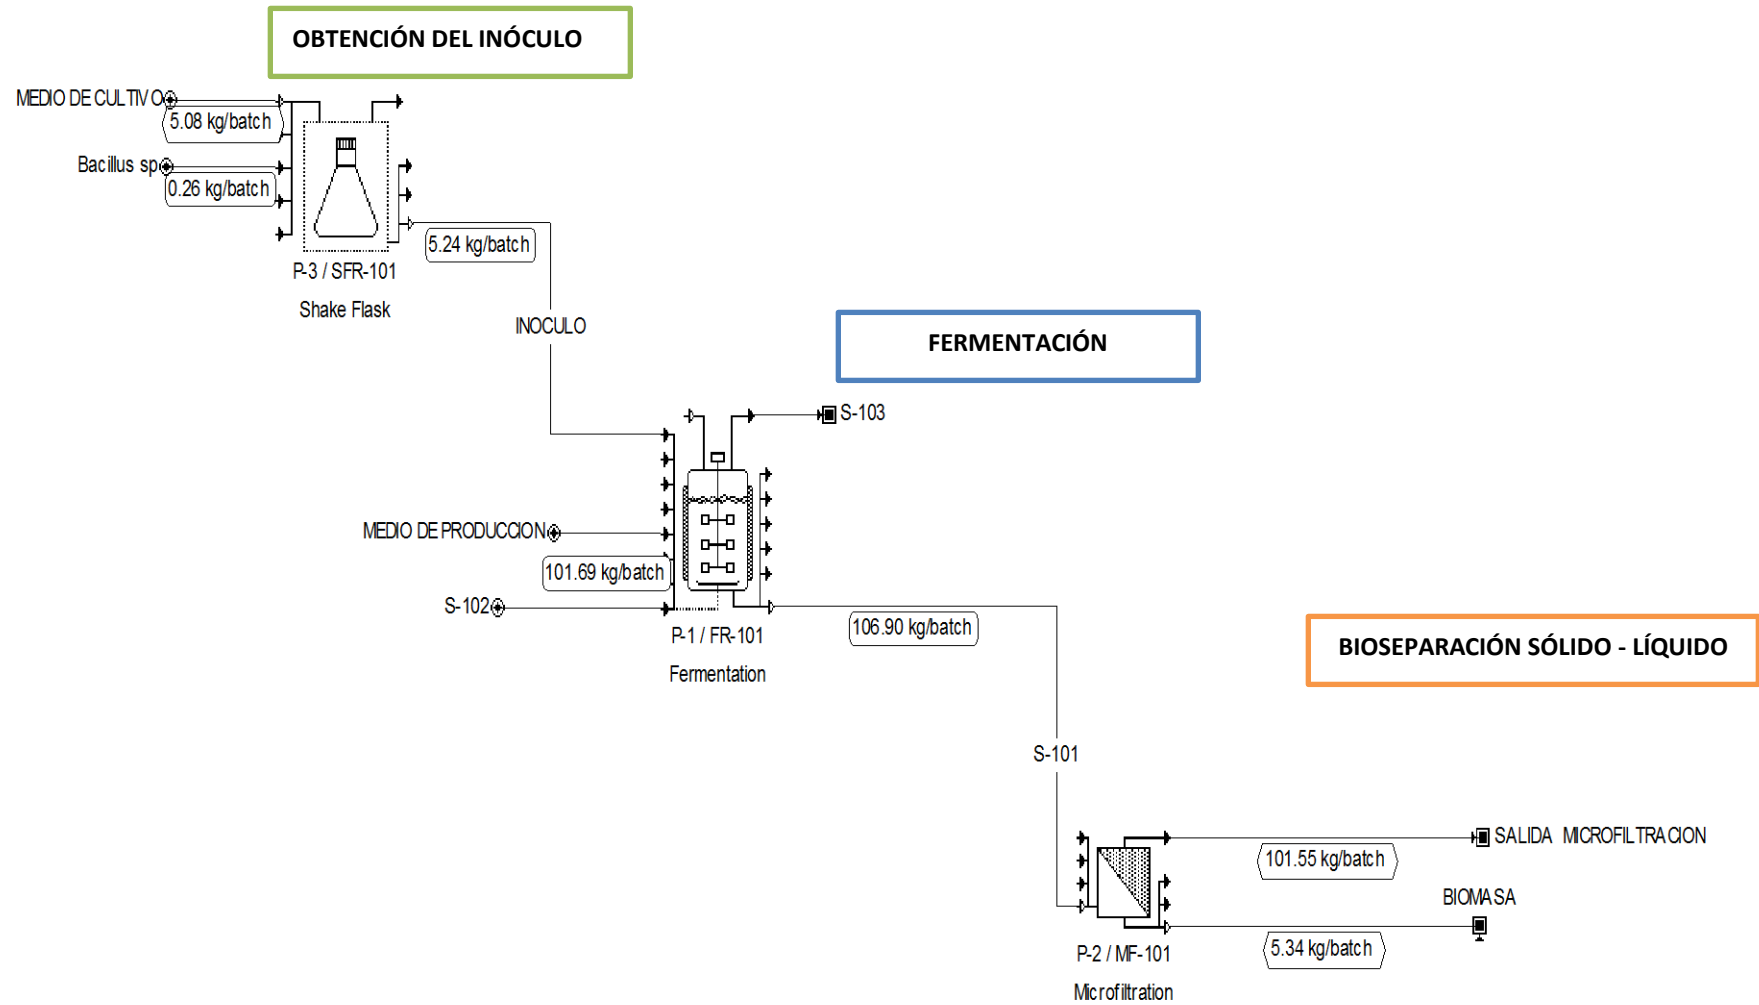 OBTENCIÓN DEL INÓCULO
MEDIO DE CULTIVO
5.08 kg/batch
Bacillus sp
0.26 kg/batch
5.24 kg/batch
P-3 / SFR-101
Shake Flask
INOCULO
FERMENTACIÓN
S-103
MEDIO DE PRODUCCION
101.69 kg/batch
S-102
106.90 kg/batch
P-1 / FR-101
Fermentation
BIOSEPARACIÓN SÓLIDO - LÍQUIDO
S-101
SALIDA MICROFILTRACION
101.55 kg/batch
BIOMASA
5.34 kg/batch
P-2 / MF-101
Microfiltration